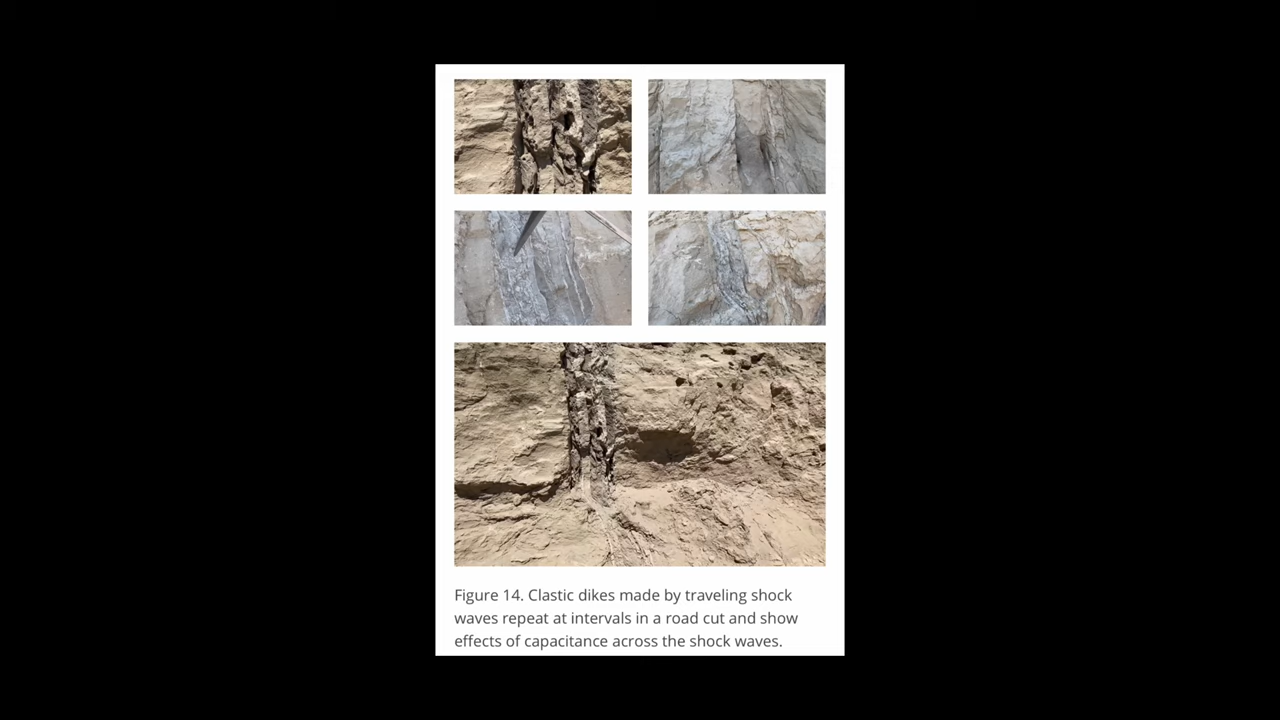 Figure 14. Clastic dikes made by traveling shock
waves repeat at intervals in a road cut and show
effects of capacitance across the shock waves.